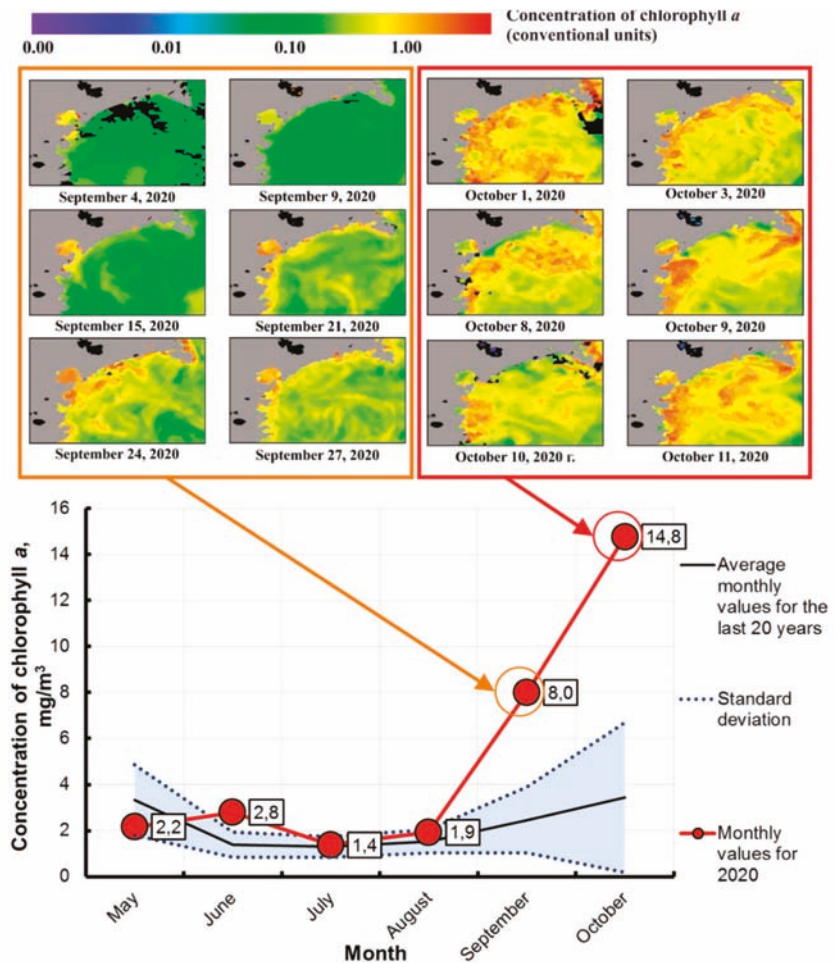 Concentration of chlorophyll a
(conventional units)
0.00 0.01 0.10 1.00
September 4, 2020 September 9, 2020 October 1, 2020 October 3, 2020
September 15, 2020 September 21, 2020 October 8, 2020 October 9, 2020
September 24, 2020 September 27, 2020 October 10, 2020 г. October 11, 2020
Concentration of chlorophyll a,
mg/m³
16
14
12
10
8
6
4
2
0
2,2
2,8
1,4
1,9
8,0
14,8
May June July August September October
Month
Average
monthly
values for the
last 20 years
Standard
deviation
Monthly
values for
2020